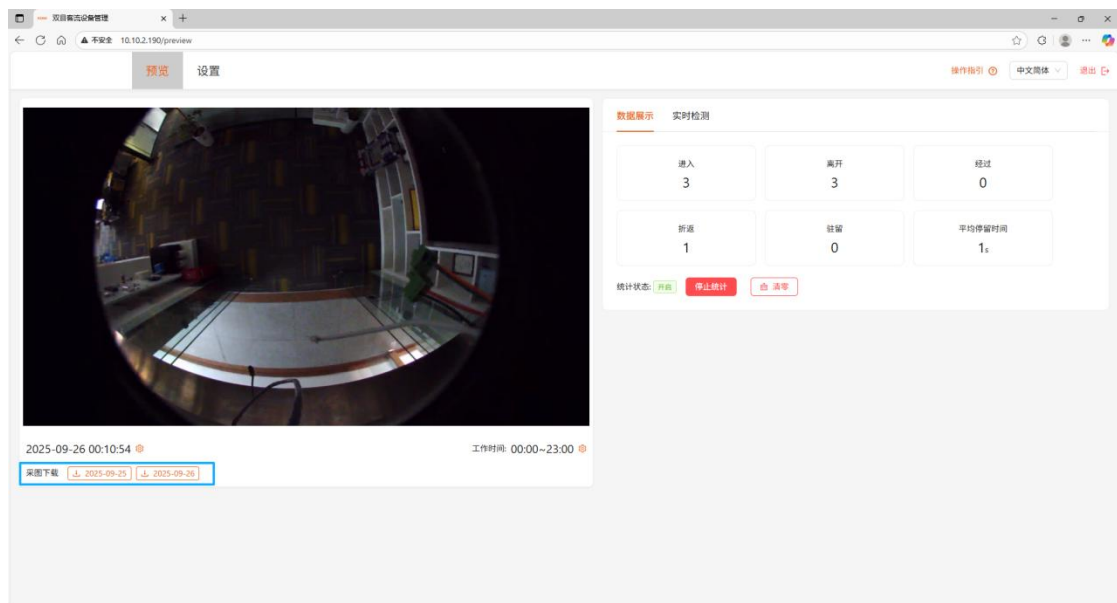 双目客流设备管理
不安全 10.10.2.190/preview
预览 设置 操作指引 中文简体 退出
数据展示 实时检测
进入 离开 经过
3 3 0
折返 驻留 平均停留时间
1 0 1s
统计状态: 开启 停止统计 清零
2025-09-26 00:10:54 工作时间: 00:00~23:00
采图下载 2025-09-25 2025-09-26